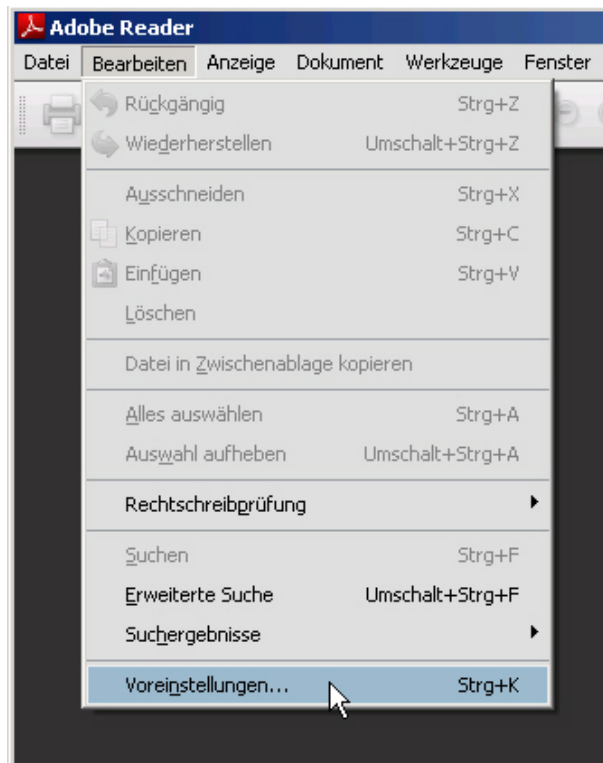 Adobe Reader
Datei Bearbeiten Anzeige Dokument Werkzeuge Fenster
Rückgängig Strg+Z
Wiederherstellen Umschalt+Strg+Z
Ausschneiden Strg+X
Kopieren Strg+C
Einfügen Strg+V
Löschen
Datei in Zwischenablage kopieren
Alles auswählen Strg+A
Auswahl aufheben Umschalt+Strg+A
Rechtschreibprüfung
Suchen Strg+F
Erweiterte Suche Umschalt+Strg+F
Suchergebnisse
Voreinstellungen... Strg+K